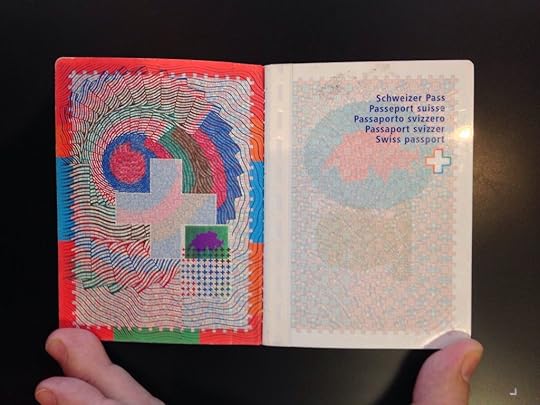 Schweizer Pass
Passeport suisse
Passaporto svizzero
Passaport svizzer
Swiss passport